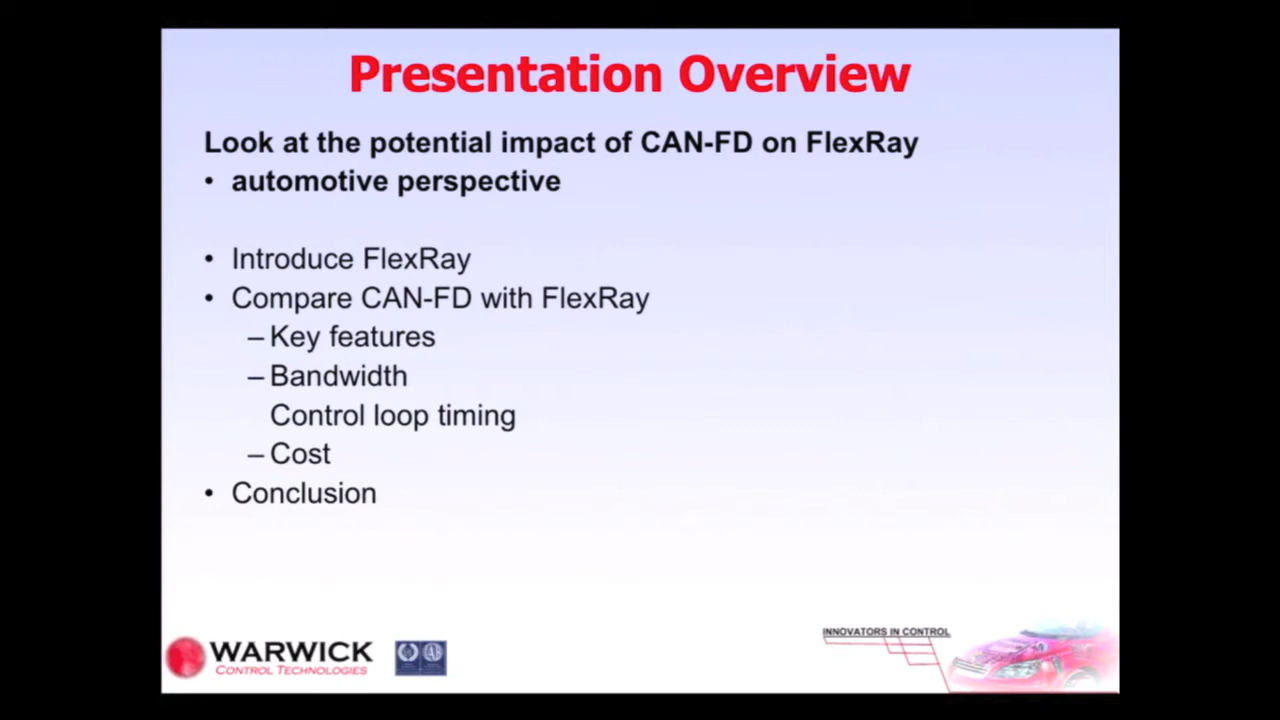 Presentation Overview
Look at the potential impact of CAN-FD on FlexRay
• automotive perspective
• Introduce FlexRay
• Compare CAN-FD with FlexRay
– Key features
– Bandwidth
Control loop timing
– Cost
• Conclusion
WARWICK
CONTROL TECHNOLOGIES
INNOVATORS IN CONTROL